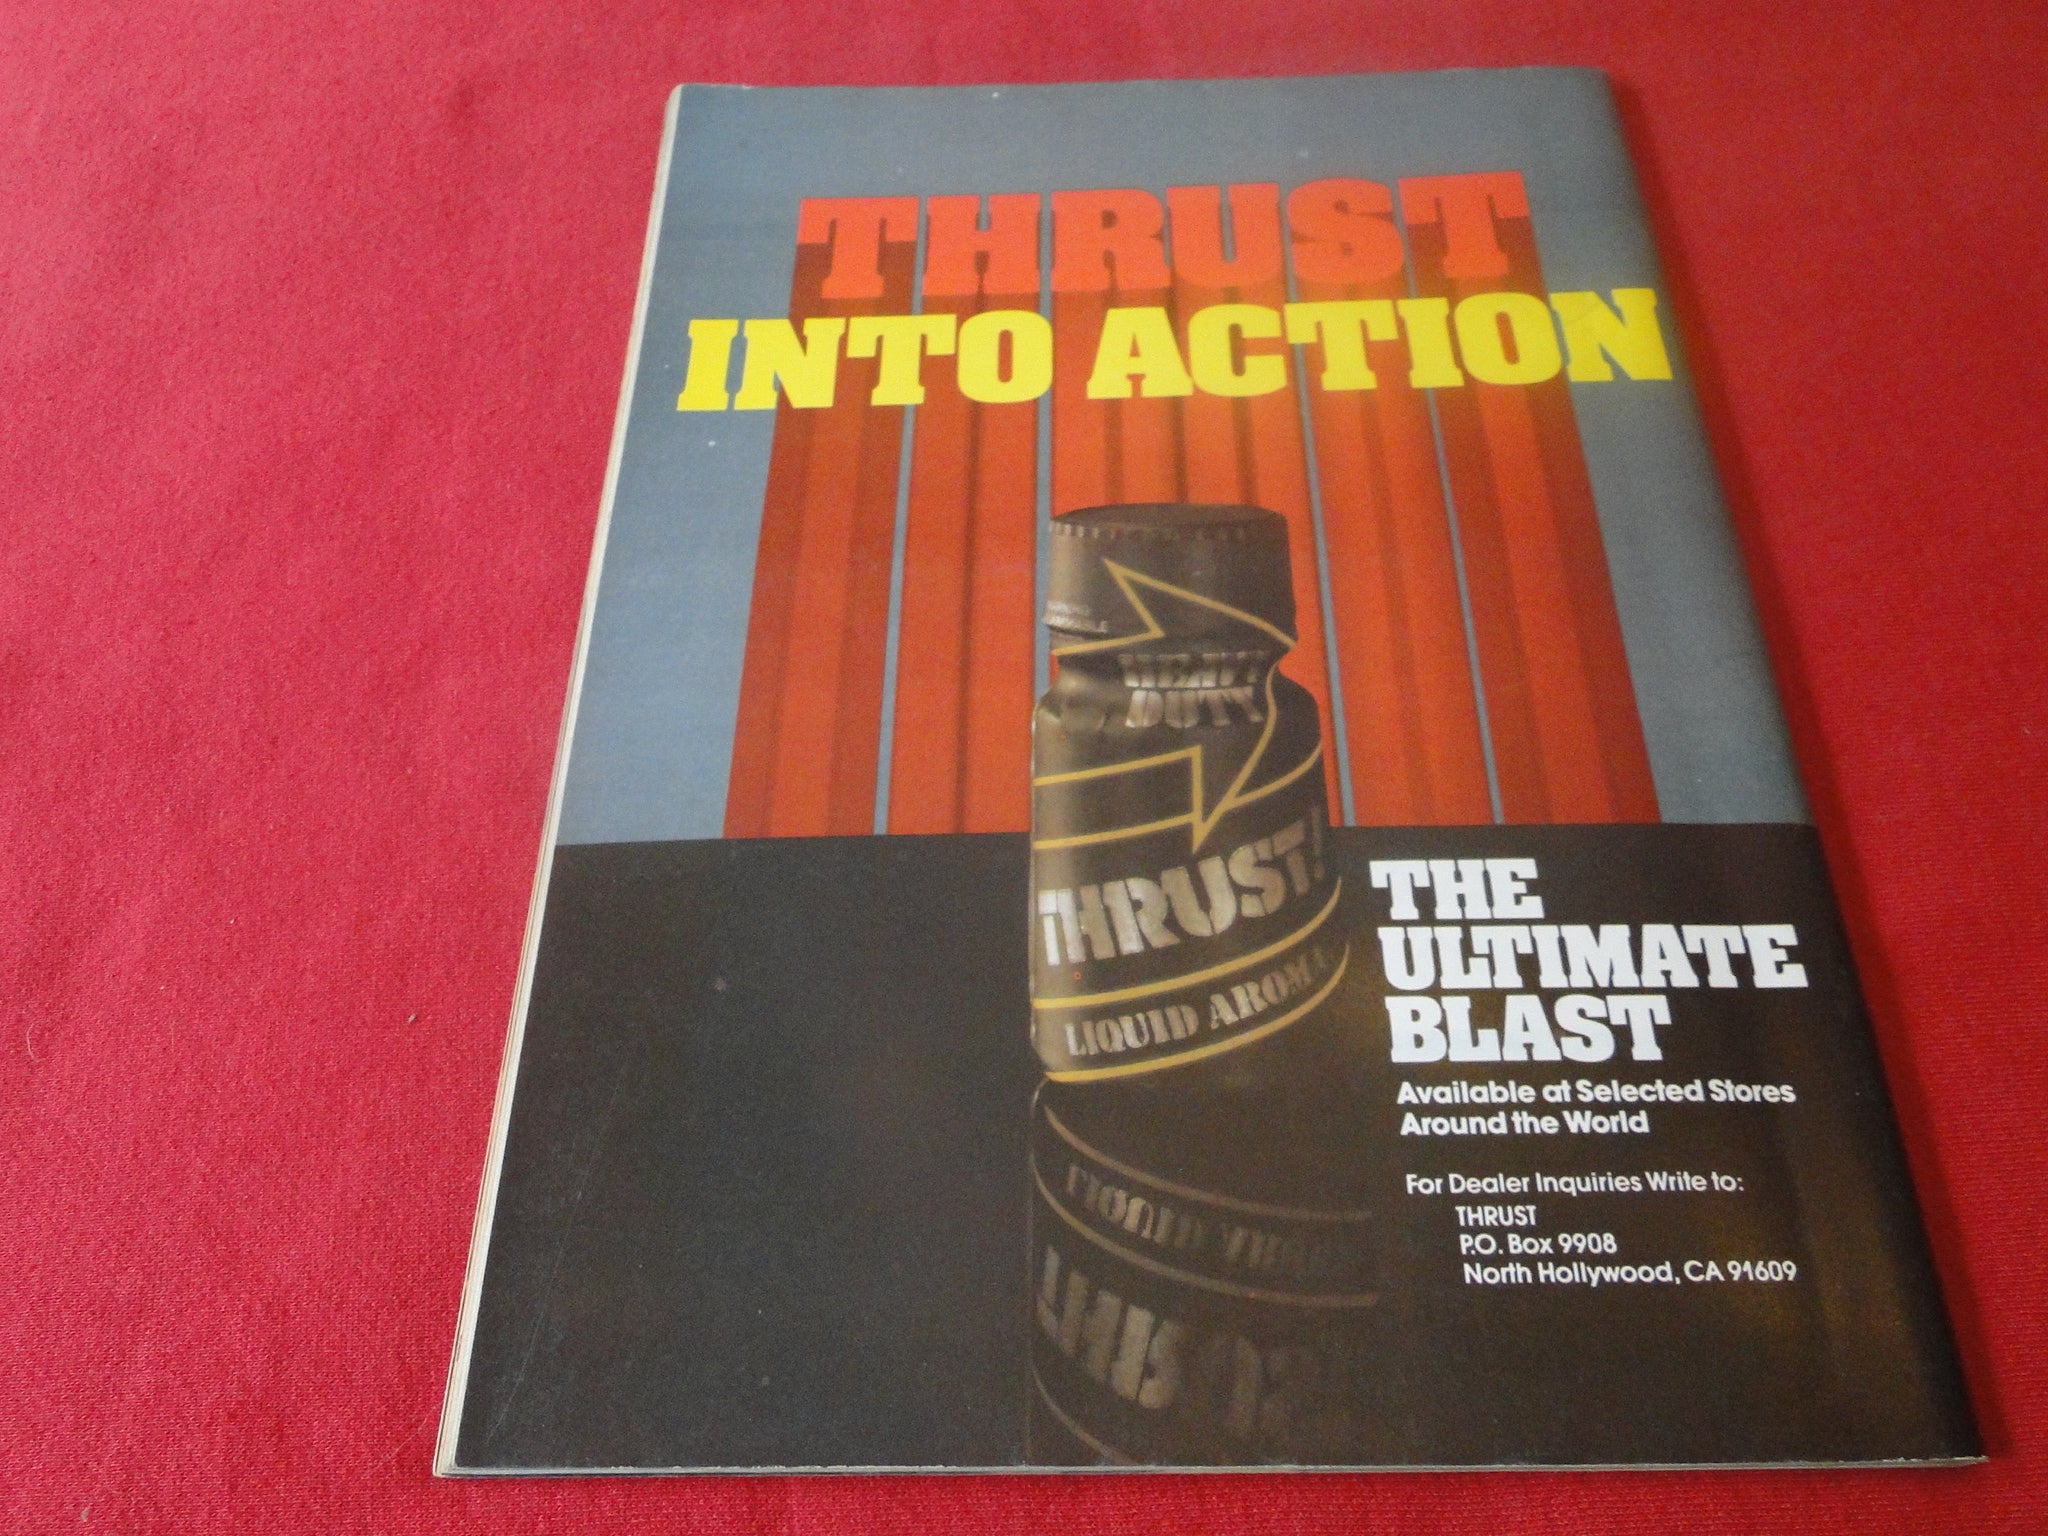 THRUST
INTO ACTION
HEAVY
DUTY
THRUST!
LIQUID AROMA
THE
ULTIMATE
BLAST
Available at Selected Stores
Around the World
For Dealer Inquiries Write to:
THRUST
P.O. Box 9908
North Hollywood, CA 91609